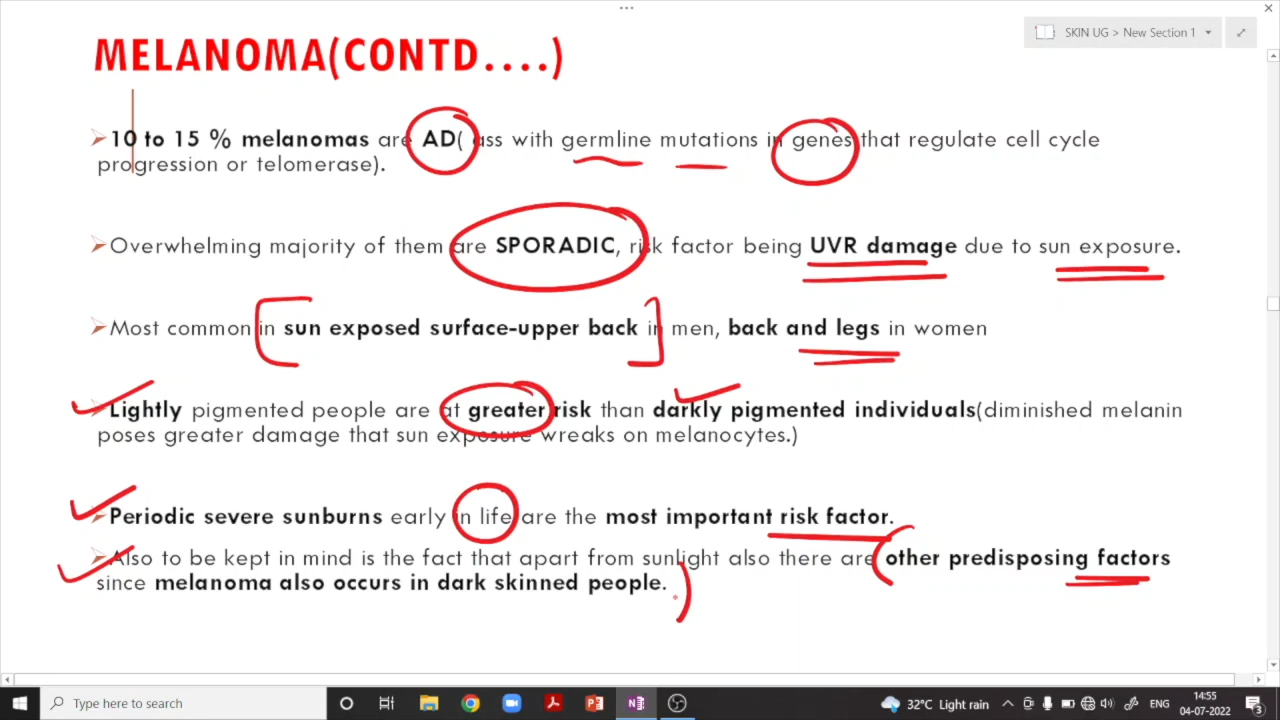 SKIN UG > New Section 1
MELANOMA(CONTD....)
10 to 15 % melanomas are AD( ass with germline mutations in genes that regulate cell cycle
progression or telomerase).
Overwhelming majority of them are SPORADIC, risk factor being UVR damage due to sun exposure.
Most common in sun exposed surface-upper back in men, back and legs in women
Lightly pigmented people are at greater risk than darkly pigmented individuals(diminished melanin
poses greater damage that sun exposure wreaks on melanocytes.)
Periodic severe sunburns early in life are the most important risk factor.
Also to be kept in mind is the fact that apart from sunlight also there are other predisposing factors
since melanoma also occurs in dark skinned people.
Type here to search
32°C Light rain
ENG
14:55
04-07-2022
3